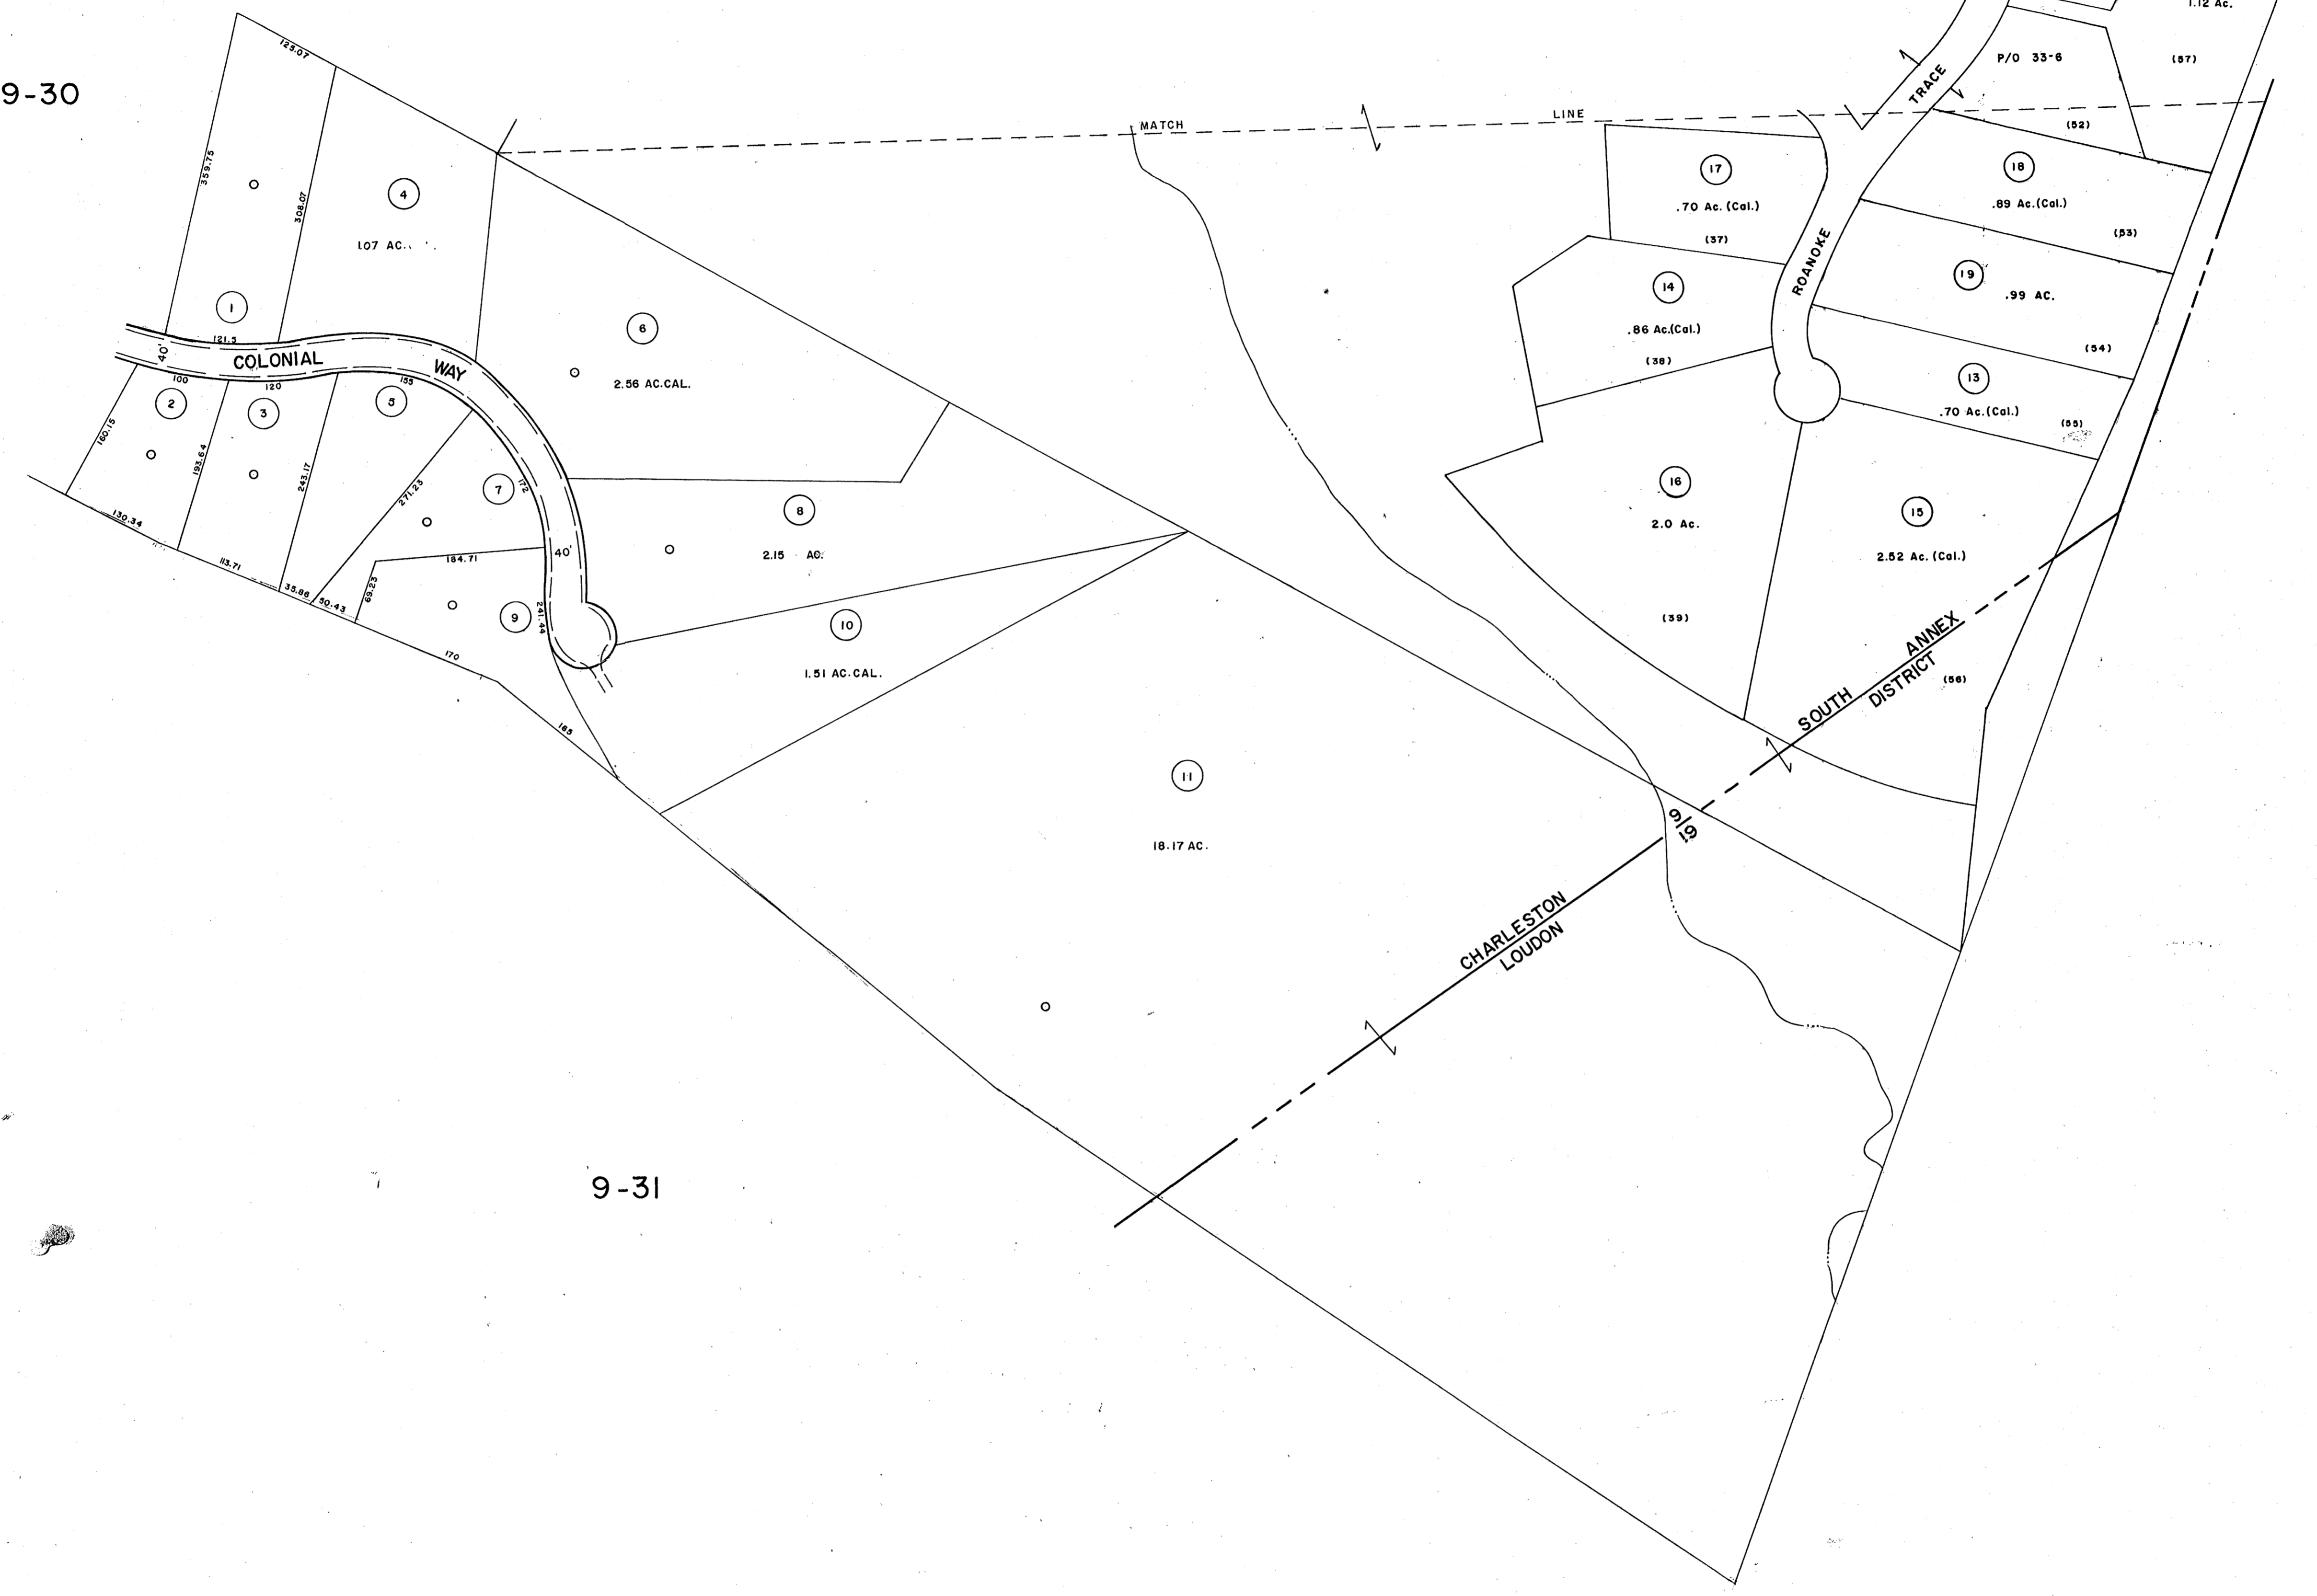 9-30
125.07
359.75
308.07
4
1.07 AC.
1
121.5
40'
COLONIAL WAY
100
120
155
2
3
5
160.15
193.64
243.17
271.23
7
172
130.34
113.71
35.86
50.43
69.23
184.71
40'
9
241.44
170
165
6
2.56 AC.CAL.
8
2.15 AC.
10
1.51 AC.CAL.
11
18.17 AC.
MATCH LINE
1.12 Ac.
(57)
P/O 33-6
(52)
TRACE
ROANOKE
17
.70 Ac. (Cal.)
(37)
18
.89 Ac.(Cal.)
(53)
14
.86 Ac.(Cal.)
(38)
19
.99 AC.
(54)
13
.70 Ac.(Cal.)
(55)
16
2.0 Ac.
(39)
15
2.52 Ac. (Cal.)
(56)
SOUTH ANNEX
DISTRICT
9
19
CHARLESTON
LOUDON
9-31